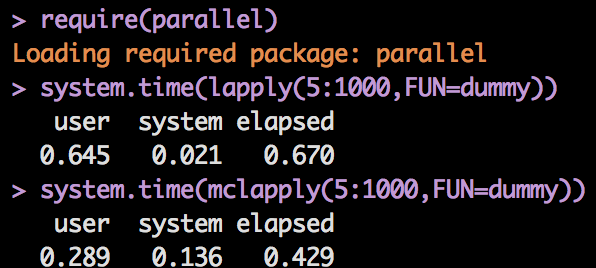 > require(parallel)
Loading required package: parallel
> system.time(lapply(5:1000,FUN=dummy))
   user  system elapsed
  0.645   0.021   0.670
> system.time(mclapply(5:1000,FUN=dummy))
   user  system elapsed
  0.289   0.136   0.429